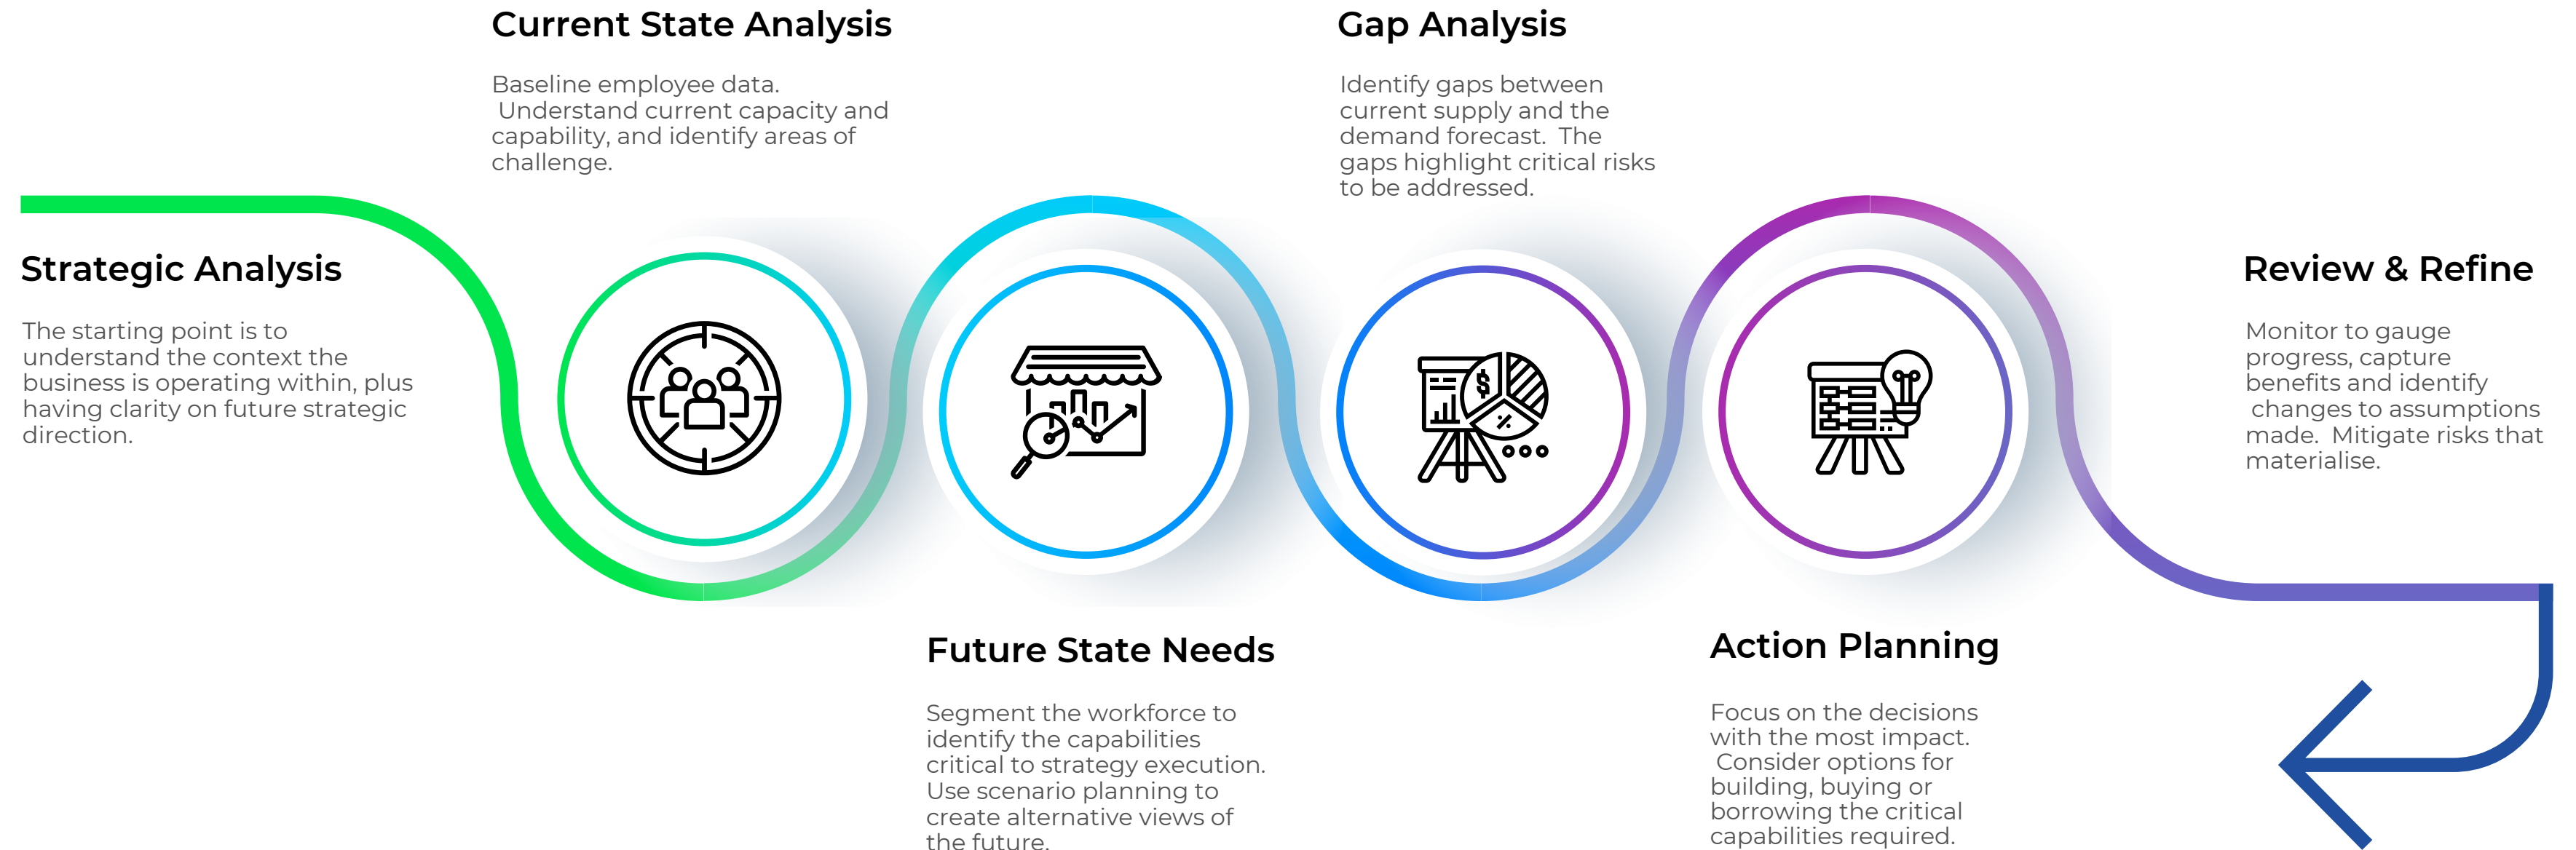 Strategic Analysis
The starting point is to
understand the context the
business is operating within, plus
having clarity on future strategic
direction.
Current State Analysis
Baseline employee data.
Understand current capacity and
capability, and identify areas of
challenge.
Future State Needs
Segment the workforce to
identify the capabilities
critical to strategy execution.
Use scenario planning to
create alternative views of
the future.
Gap Analysis
Identify gaps between
current supply and the
demand forecast.  The
gaps highlight critical risks
to be addressed.
$
%
Action Planning
Focus on the decisions
with the most impact.
Consider options for
building, buying or
borrowing the critical
capabilities required.
Review & Refine
Monitor to gauge
progress, capture
benefits and identify
changes to assumptions
made.  Mitigate risks that
materialise.